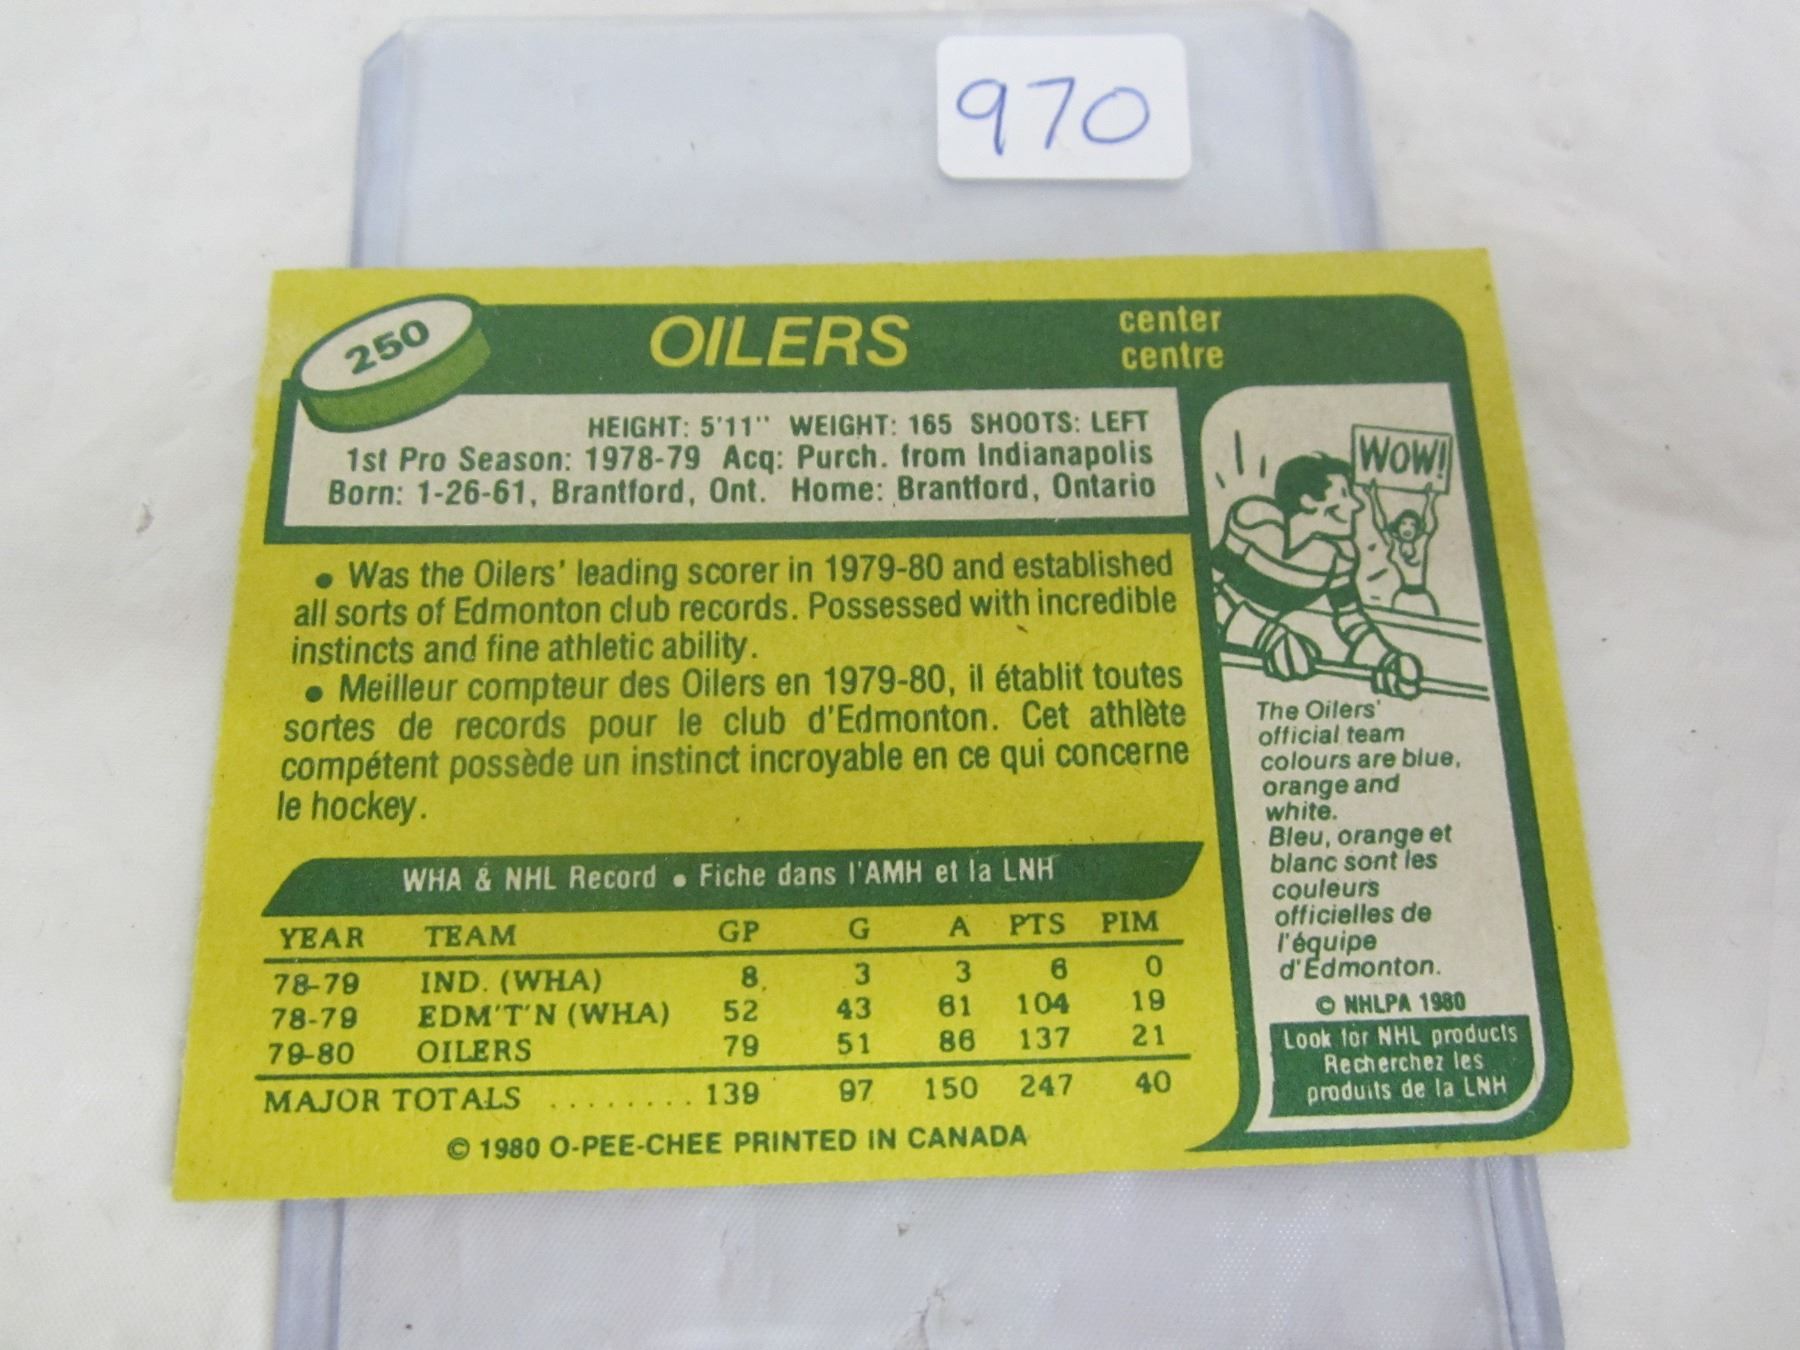 970
250
OILERS
center
centre
HEIGHT: 5'11" WEIGHT: 165 SHOOTS: LEFT
1st Pro Season: 1978-79 Acq: Purch. from Indianapolis
Born: 1-26-61, Brantford, Ont. Home: Brantford, Ontario
• Was the Oilers' leading scorer in 1979-80 and established
all sorts of Edmonton club records. Possessed with incredible
instincts and fine athletic ability.
• Meilleur compteur des Oilers en 1979-80, il établit toutes
sortes de records pour le club d'Edmonton. Cet athlète
compétent possède un instinct incroyable en ce qui concerne
le hockey.
WHA & NHL Record • Fiche dans l'AMH et la LNH
YEAR TEAM GP G A PTS PIM
78-79 IND. (WHA) 8 3 3 6 0
78-79 EDM'T'N (WHA) 52 43 61 104 19
79-80 OILERS 79 51 86 137 21
MAJOR TOTALS ........ 139 97 150 247 40
© 1980 O-PEE-CHEE PRINTED IN CANADA
WOW!
The Oilers'
official team
colours are blue,
orange and
white.
Bleu, orange et
blanc sont les
couleurs
officielles de
l'équipe
d'Edmonton.
© NHLPA 1980
Look for NHL products
Recherchez les
produits de la LNH